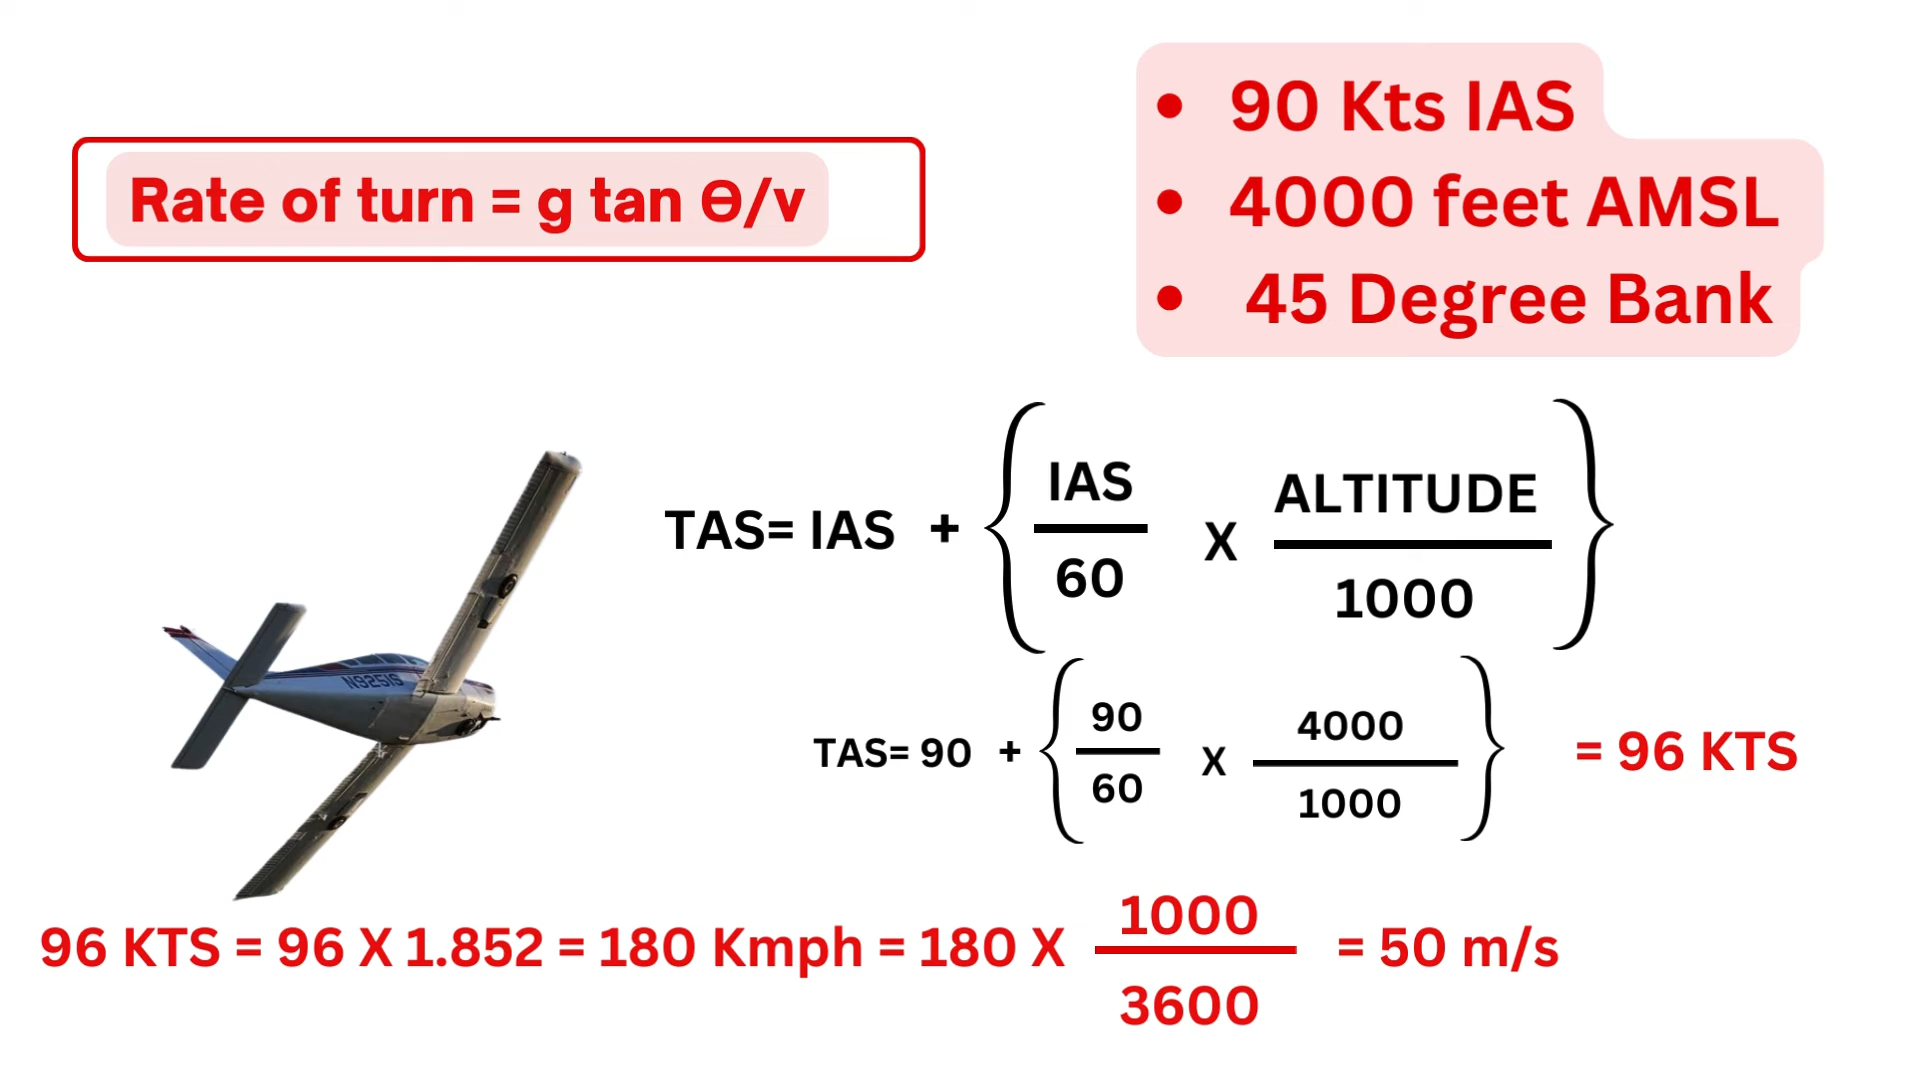 Rate of turn = g tan Ɵ/v
• 90 Kts IAS
• 4000 feet AMSL
• 45 Degree Bank
TAS= IAS + { IAS / 60 X ALTITUDE / 1000 }
N9251S
TAS= 90 + { 90 / 60 X 4000 / 1000 } = 96 KTS
96 KTS = 96 X 1.852 = 180 Kmph = 180 X 1000 / 3600 = 50 m/s